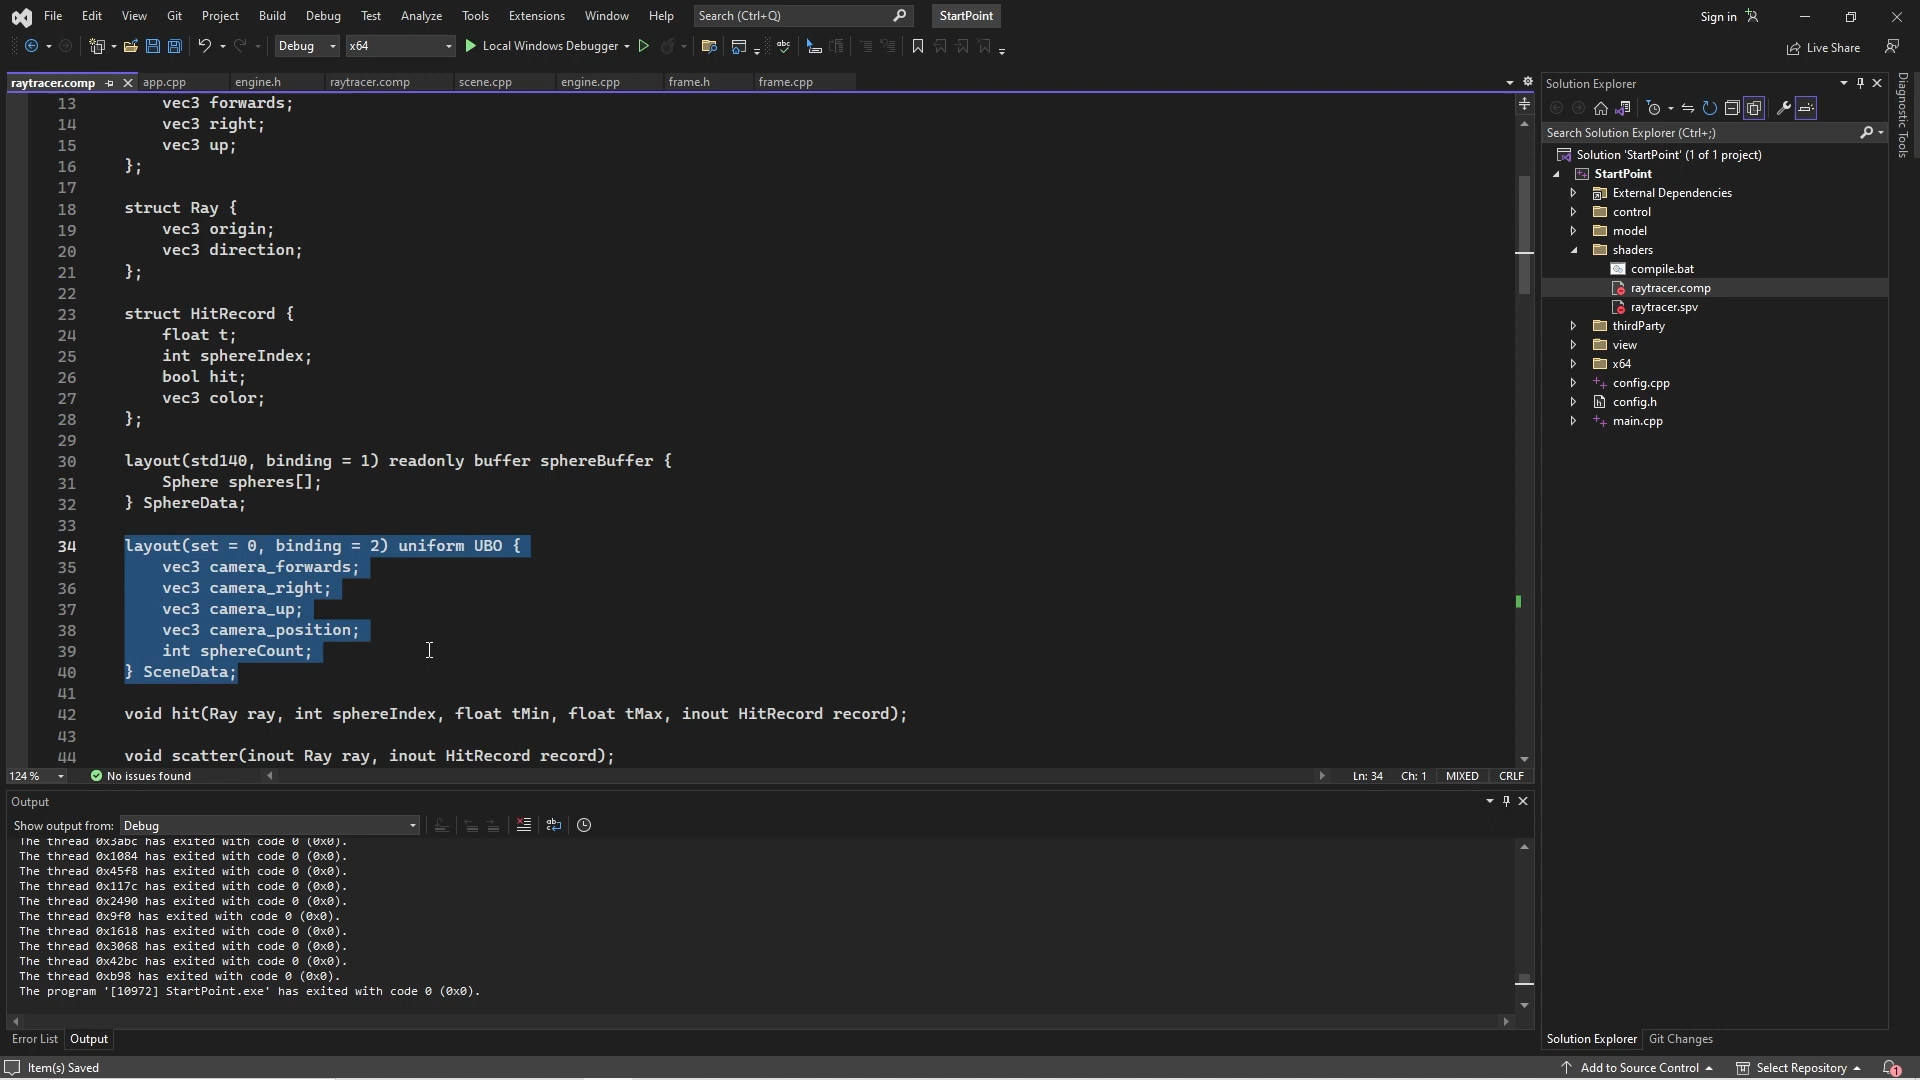 File Edit View Git Project Build Debug Test Analyze Tools Extensions Window Help Search (Ctrl+Q) StartPoint Sign in
Debug x64 Local Windows Debugger Live Share
raytracer.comp app.cpp engine.h raytracer.comp scene.cpp engine.cpp frame.h frame.cpp
13 vec3 forwards;
14 vec3 right;
15 vec3 up;
16 };
17
18 struct Ray {
19 vec3 origin;
20 vec3 direction;
21 };
22
23 struct HitRecord {
24 float t;
25 int sphereIndex;
26 bool hit;
27 vec3 color;
28 };
29
30 layout(std140, binding = 1) readonly buffer sphereBuffer {
31 Sphere spheres[];
32 } SphereData;
33
34 layout(set = 0, binding = 2) uniform UBO {
35 vec3 camera_forwards;
36 vec3 camera_right;
37 vec3 camera_up;
38 vec3 camera_position;
39 int sphereCount;
40 } SceneData;
41
42 void hit(Ray ray, int sphereIndex, float tMin, float tMax, inout HitRecord record);
43
44 void scatter(inout Ray ray, inout HitRecord record);
124 % No issues found Ln: 34 Ch: 1 MIXED CRLF
Output
Show output from: Debug
The thread 0x3abc has exited with code 0 (0x0).
The thread 0x1084 has exited with code 0 (0x0).
The thread 0x45f8 has exited with code 0 (0x0).
The thread 0x117c has exited with code 0 (0x0).
The thread 0x2490 has exited with code 0 (0x0).
The thread 0x9f0 has exited with code 0 (0x0).
The thread 0x1618 has exited with code 0 (0x0).
The thread 0x3068 has exited with code 0 (0x0).
The thread 0x42bc has exited with code 0 (0x0).
The thread 0xb98 has exited with code 0 (0x0).
The program '[10972] StartPoint.exe' has exited with code 0 (0x0).
Error List Output
Solution Explorer
Search Solution Explorer (Ctrl+;)
Solution 'StartPoint' (1 of 1 project)
StartPoint
External Dependencies
control
model
shaders
compile.bat
raytracer.comp
raytracer.spv
thirdParty
view
x64
config.cpp
config.h
main.cpp
Solution Explorer Git Changes
Diagnostic Tools
Item(s) Saved Add to Source Control Select Repository 1